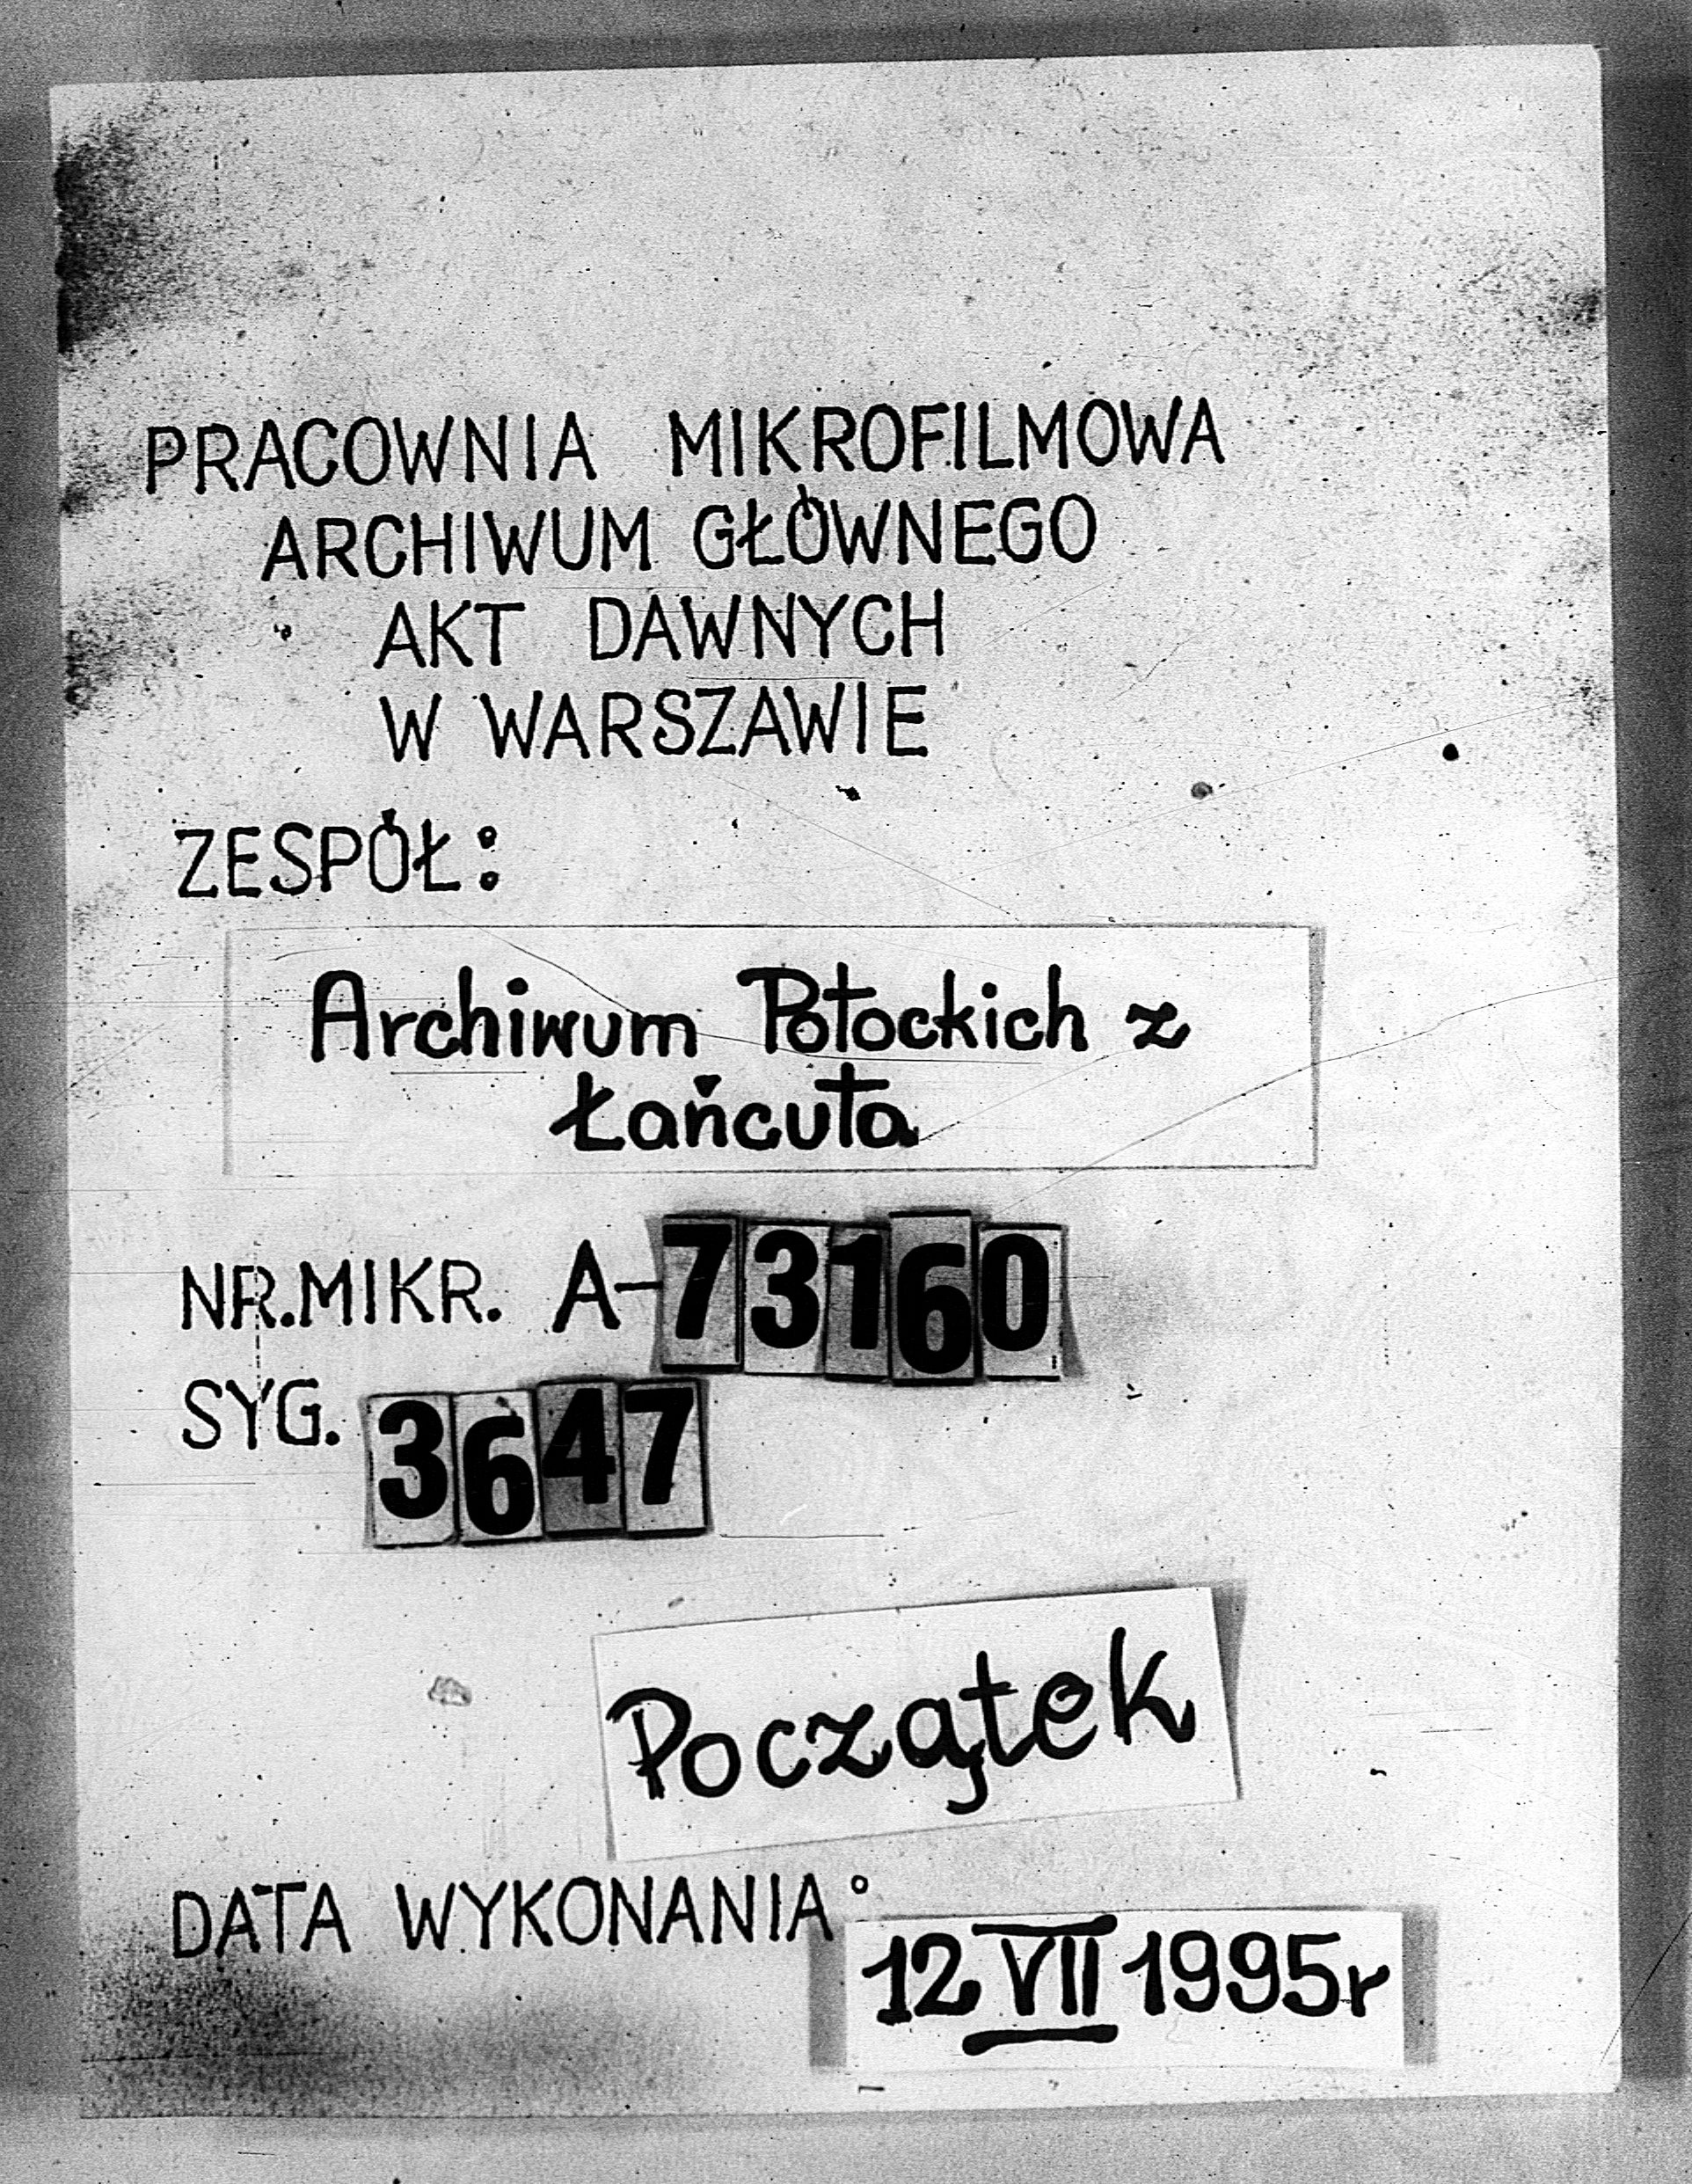 PRACOWNIA MIKROFILMOWA
ARCHIWUM GŁÓWNEGO
AKT DAWNYCH
W WARSZAWIE
ZESPÓŁ:
Archiwum Potockich z
Łańcuta
NR.MIKR. A-73160
SYG. 3647
Początek
DATA WYKONANIA:
12 VII 1995r